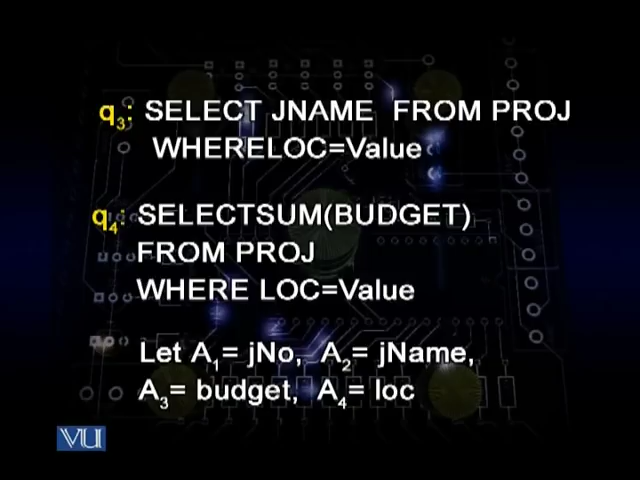 q3: SELECT JNAME FROM PROJ
WHERELOC=Value
q4: SELECTSUM(BUDGET)
FROM PROJ
WHERE LOC=Value
Let A1= jNo, A2= jName,
A3= budget, A4= loc
VU